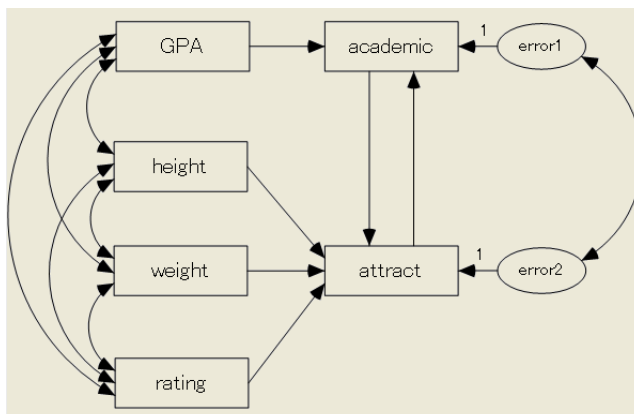 GPA
academic
1
error1
height
weight
attract
1
error2
rating